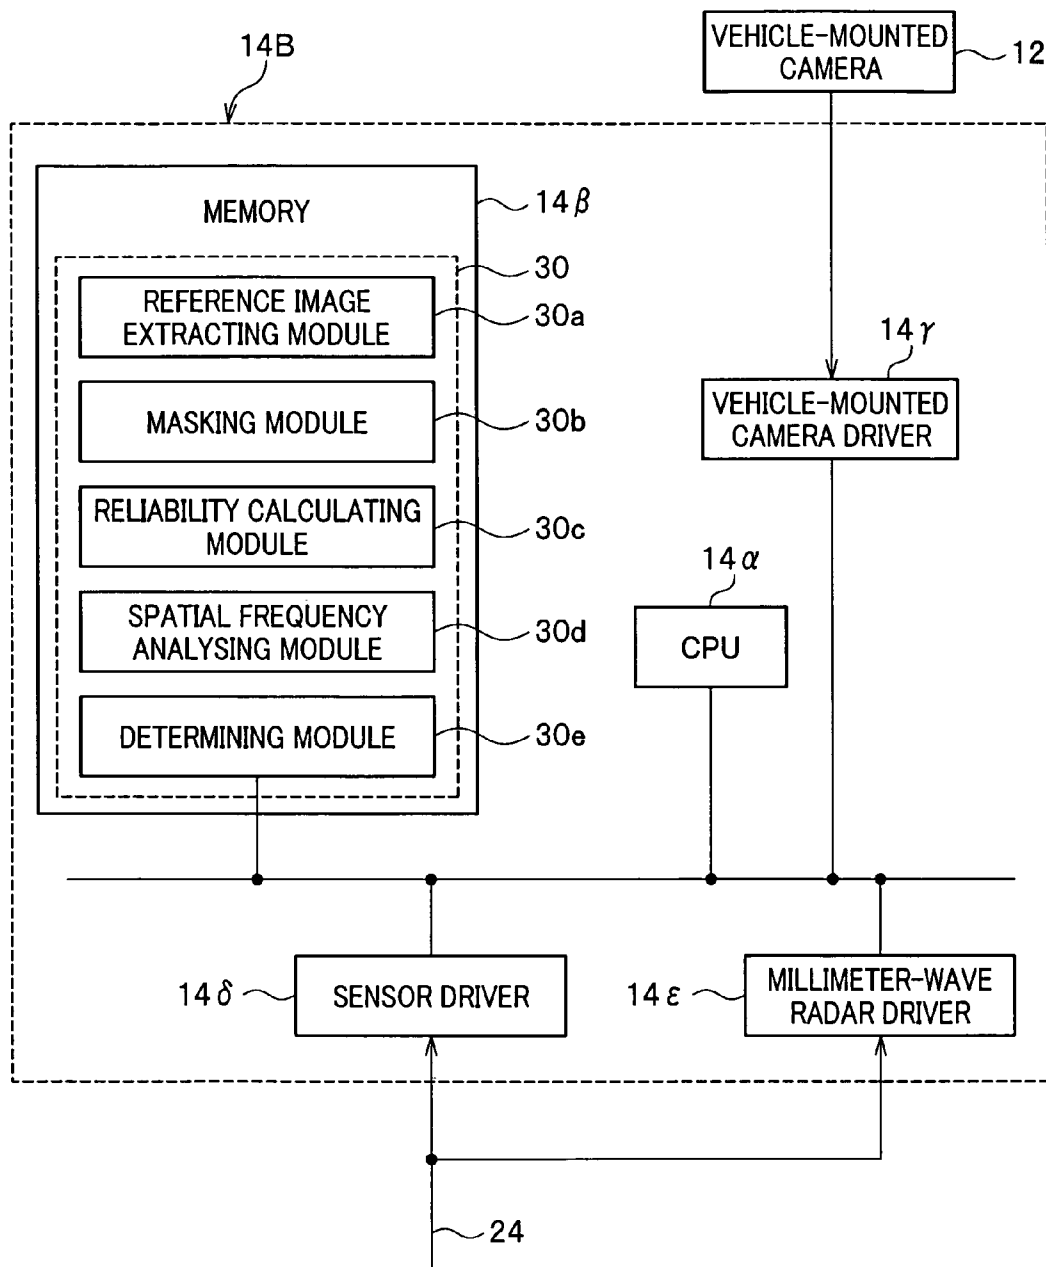 14B
VEHICLE-MOUNTED
CAMERA
12
MEMORY
14β
30
REFERENCE IMAGE
EXTRACTING MODULE
30a
MASKING MODULE
30b
RELIABILITY CALCULATING
MODULE
30c
SPATIAL FREQUENCY
ANALYSING MODULE
30d
DETERMINING MODULE
30e
14γ
VEHICLE-MOUNTED
CAMERA DRIVER
14α
CPU
14δ
SENSOR DRIVER
14ε
MILLIMETER-WAVE
RADAR DRIVER
24